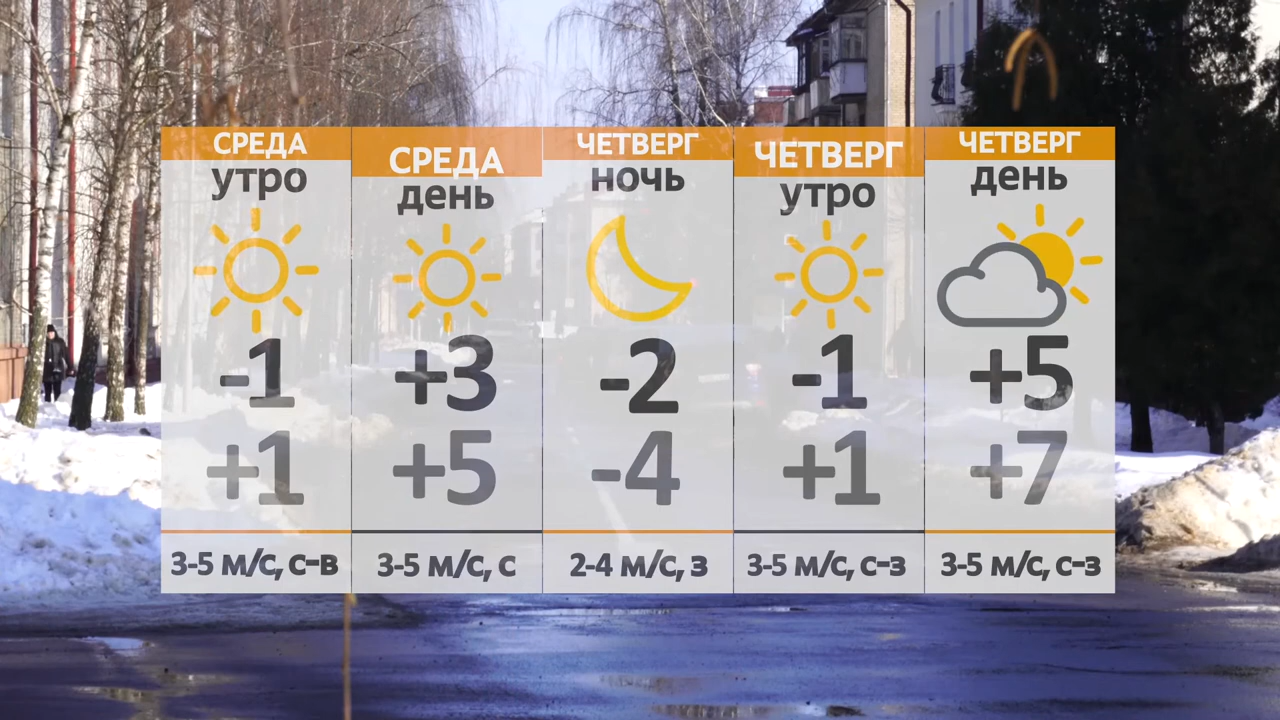 СРЕДА
утро
-1
+1
3-5 м/с, с-в
СРЕДА
день
+3
+5
3-5 м/с, с
ЧЕТВЕРГ
ночь
-2
-4
2-4 м/с, з
ЧЕТВЕРГ
утро
-1
+1
3-5 м/с, с-з
ЧЕТВЕРГ
день
+5
+7
3-5 м/с, с-з